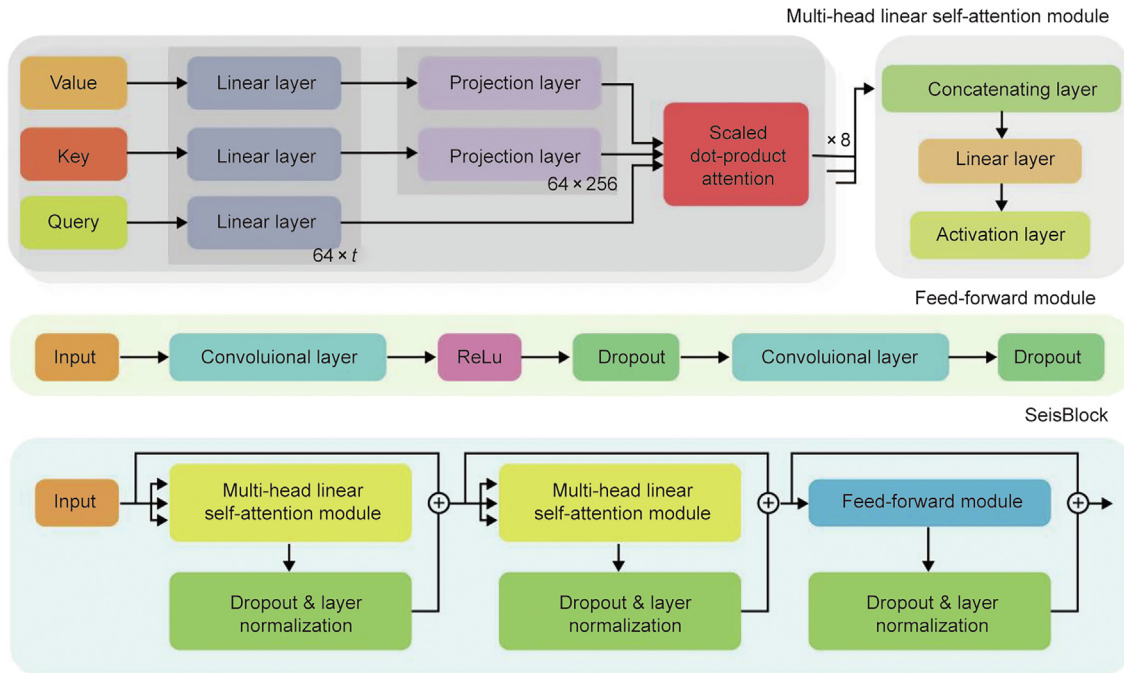 Multi-head linear self-attention module
Value
Linear layer
Projection layer
Key
Linear layer
Projection layer
64 × 256
Query
Linear layer
64 × t
Scaled
dot-product
attention
× 8
Concatenating layer
Linear layer
Activation layer
Feed-forward module
Input
Convoluional layer
ReLu
Dropout
Convoluional layer
Dropout
SeisBlock
Input
Multi-head linear
self-attention module
Dropout & layer
normalization
Multi-head linear
self-attention module
Dropout & layer
normalization
Feed-forward module
Dropout & layer
normalization